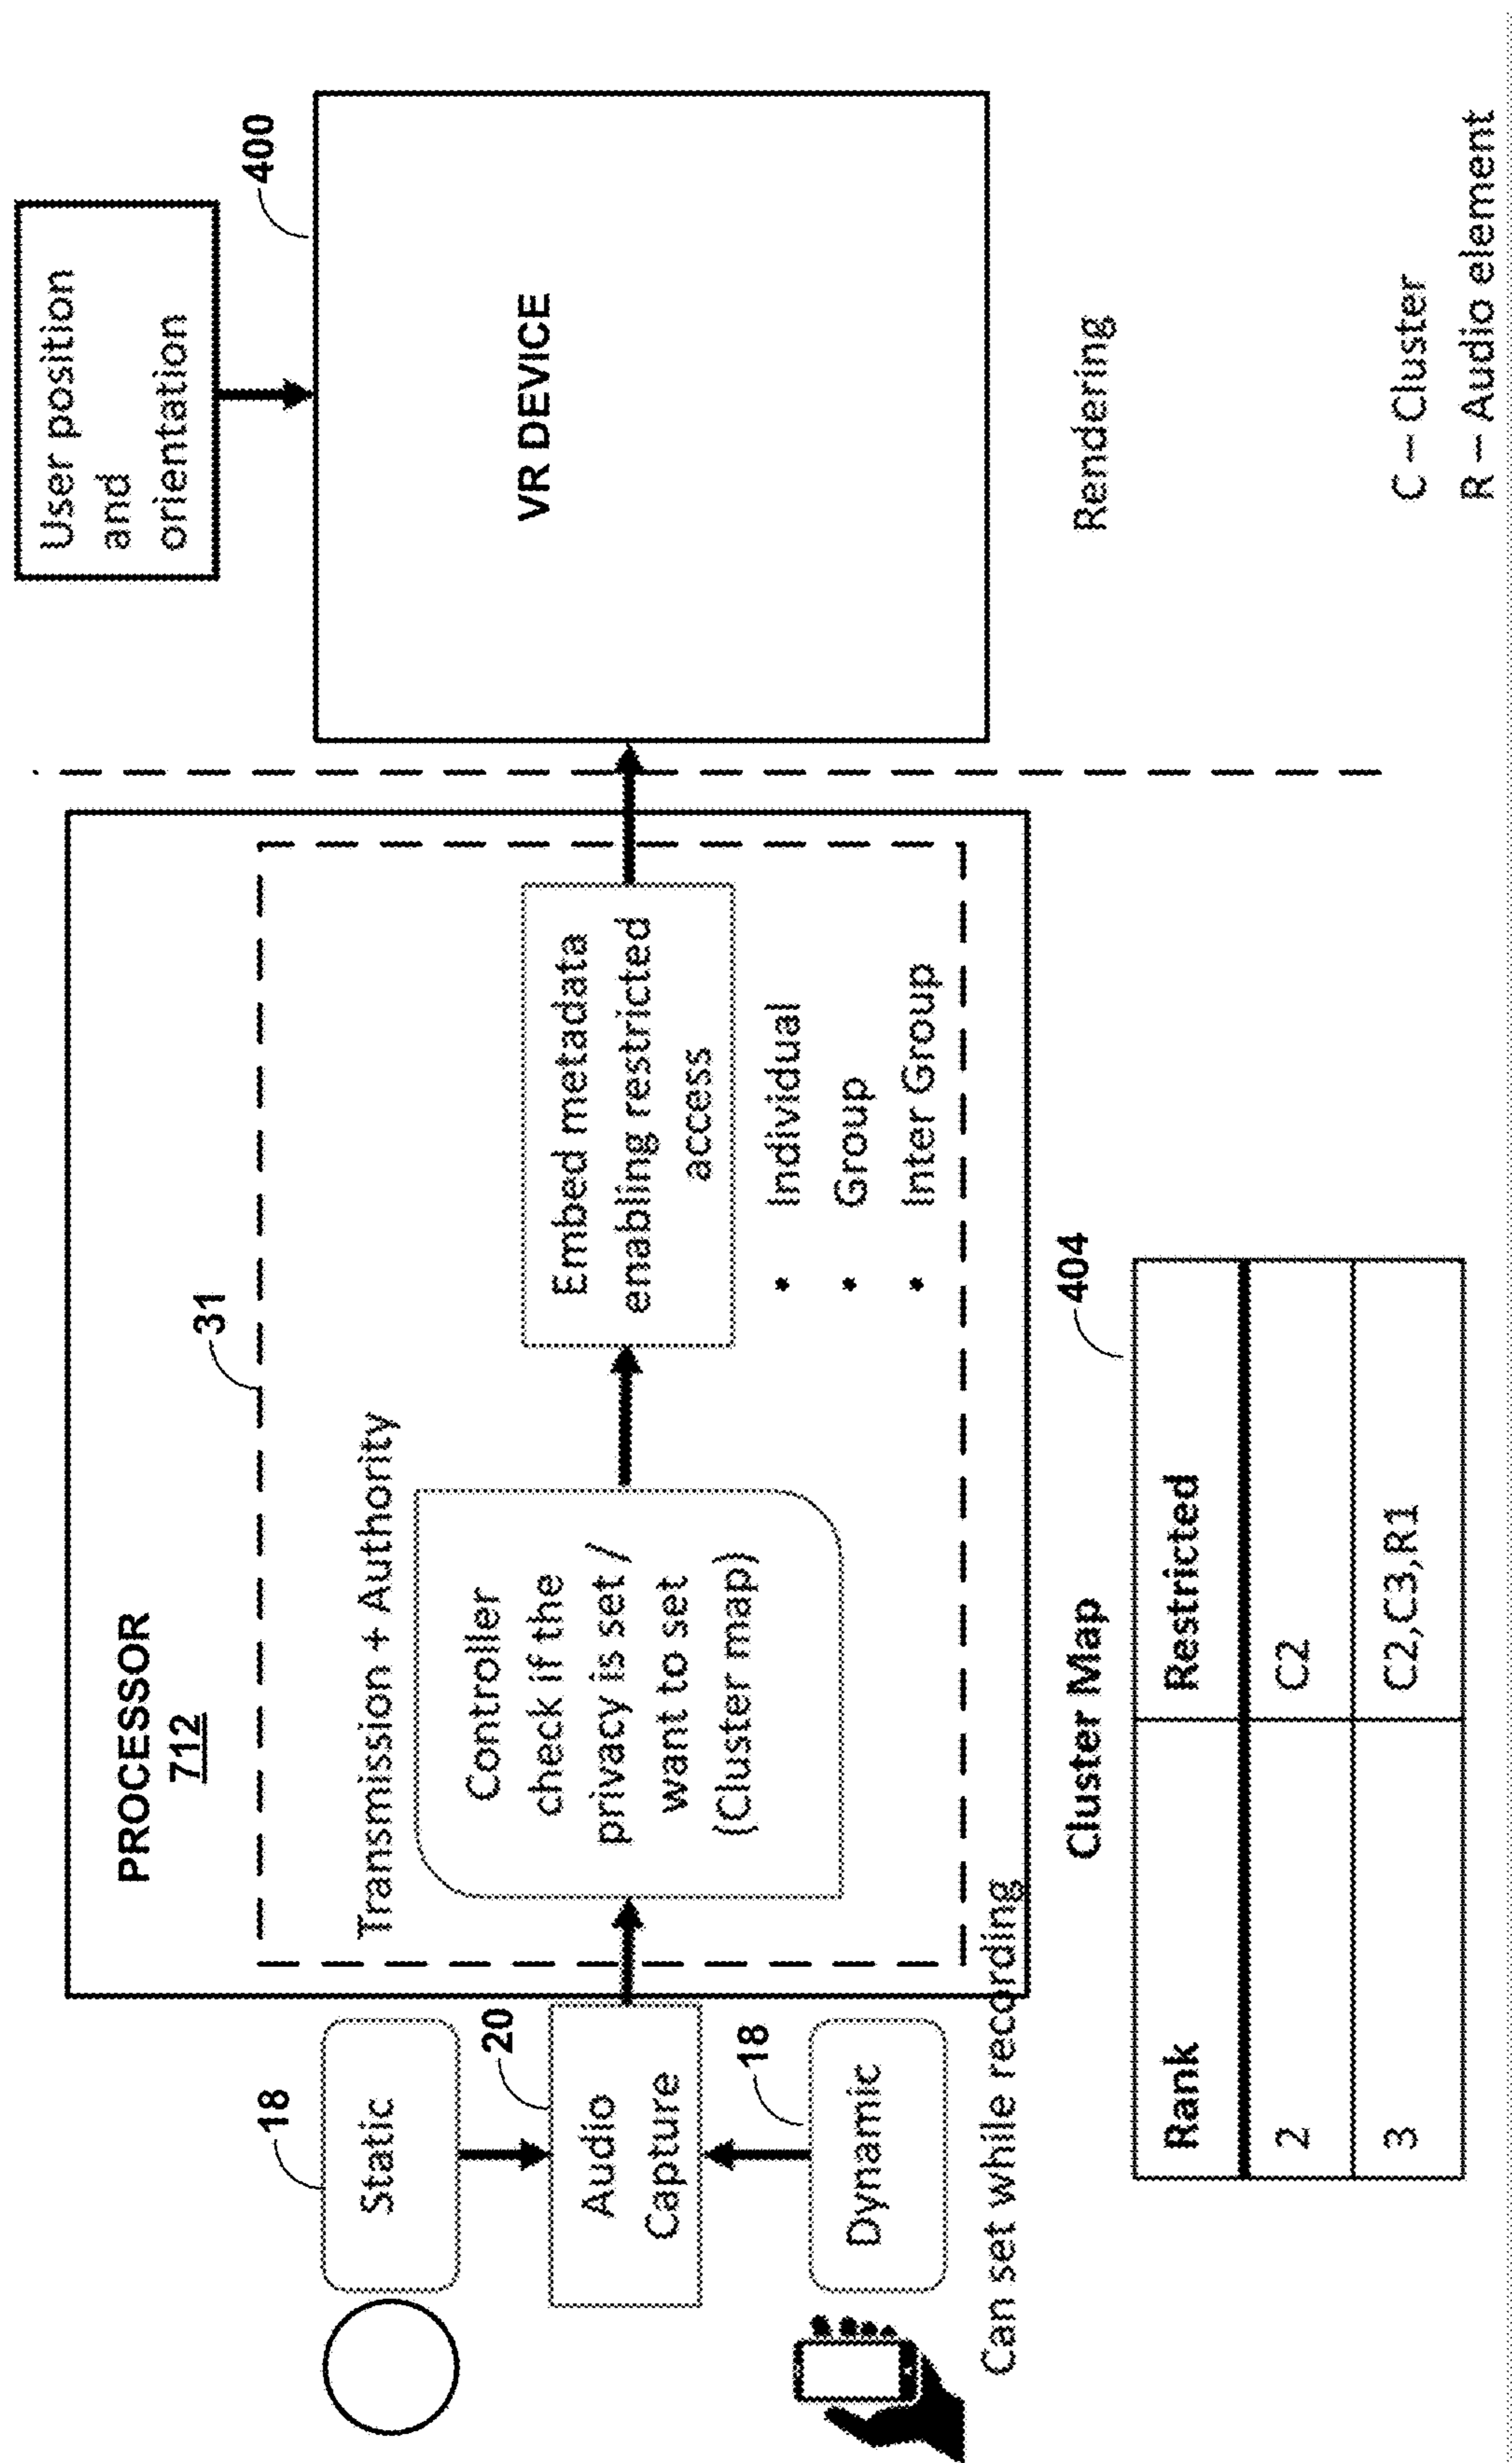 18
Static
20
Audio
Capture
18
Dynamic
Can set while recording
PROCESSOR
712
31
Transmission + Authority
Controller
check if the
privacy is set /
want to set
(Cluster map)
Embed metadata
enabling restricted
access
• Individual
• Group
• Inter Group
User position
and
orientation
400
VR DEVICE
Rendering
Cluster Map
404
Rank Restricted
2 C2
3 C2,C3,R1
C – Cluster
R – Audio element